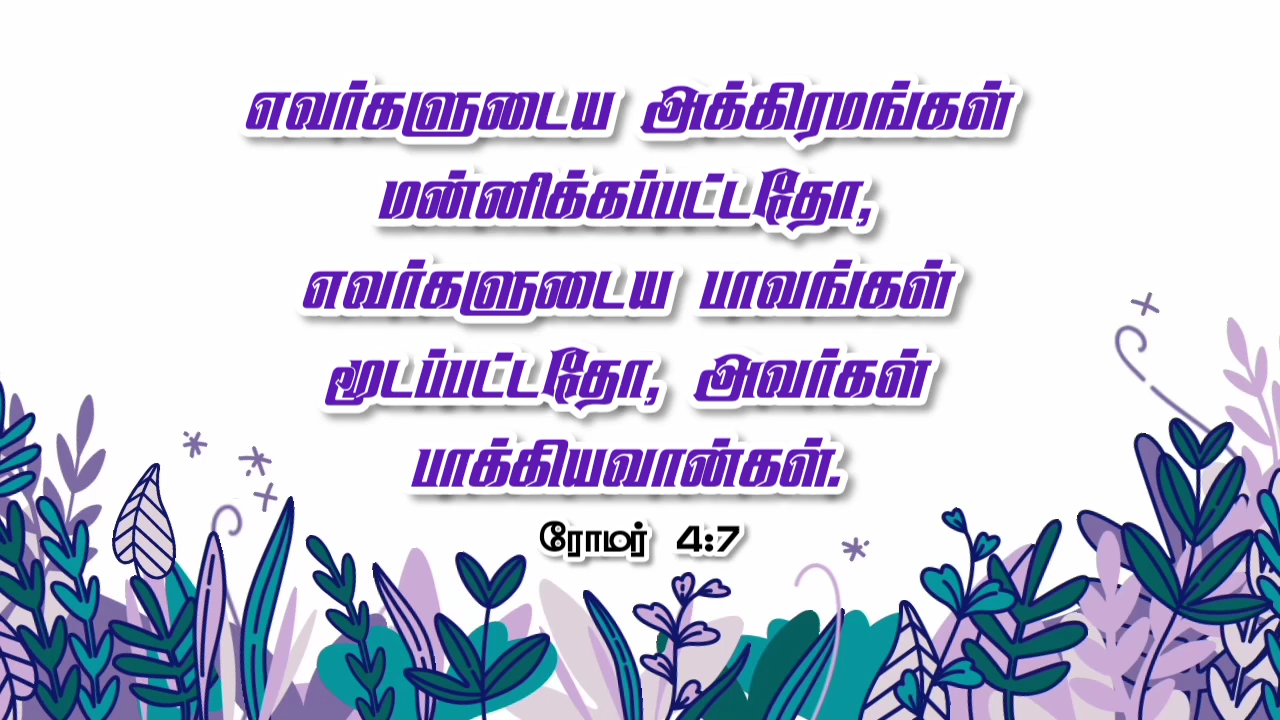 எவர்களுடைய அக்கிரமங்கள்
மன்னிக்கப்பட்டதோ,
எவர்களுடைய பாவங்கள்
மூடப்பட்டதோ, அவர்கள்
பாக்கியவான்கள்.
ரோமர் 4:7